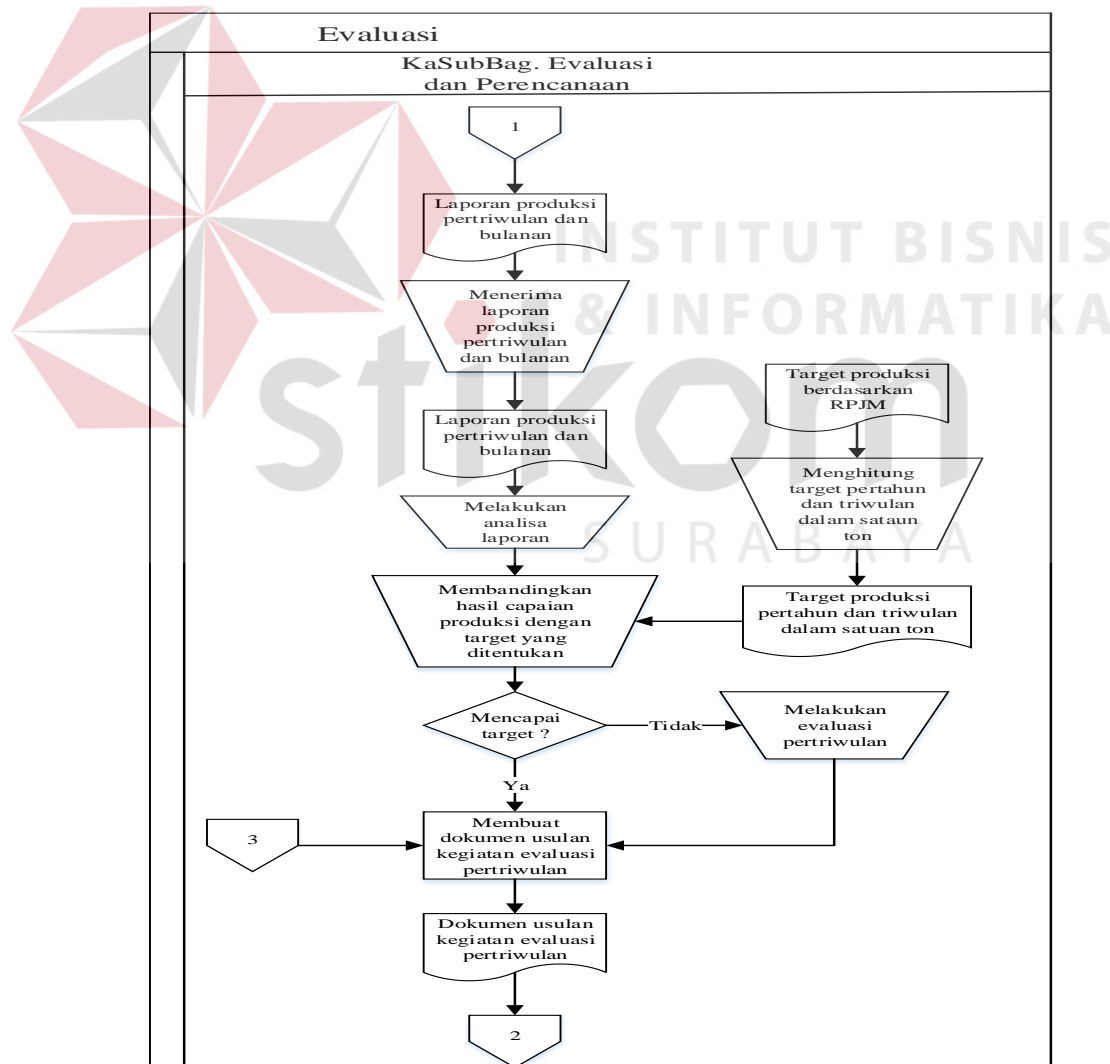 Evaluasi
KaSubBag. Evaluasi
dan Perencanaan
1
Laporan produksi
pertriwulan dan
bulanan
Menerima
laporan
produksi
pertriwulan
dan bulanan
Laporan produksi
pertriwulan dan
bulanan
Melakukan
analisa
laporan
Target produksi
berdasarkan
RPJM
Menghitung
target pertahun
dan triwulan
dalam sataun
ton
Target produksi
pertahun dan triwulan
dalam satuan ton
Membandingkan
hasil capaian
produksi dengan
target yang
ditentukan
Mencapai
target ?
Tidak
Melakukan
evaluasi
pertriwulan
Ya
3
Membuat
dokumen usulan
kegiatan evaluasi
pertriwulan
Dokumen usulan
kegiatan evaluasi
pertriwulan
2
INSTITUT BISNIS
& INFORMATIKA
stikom
SURABAYA